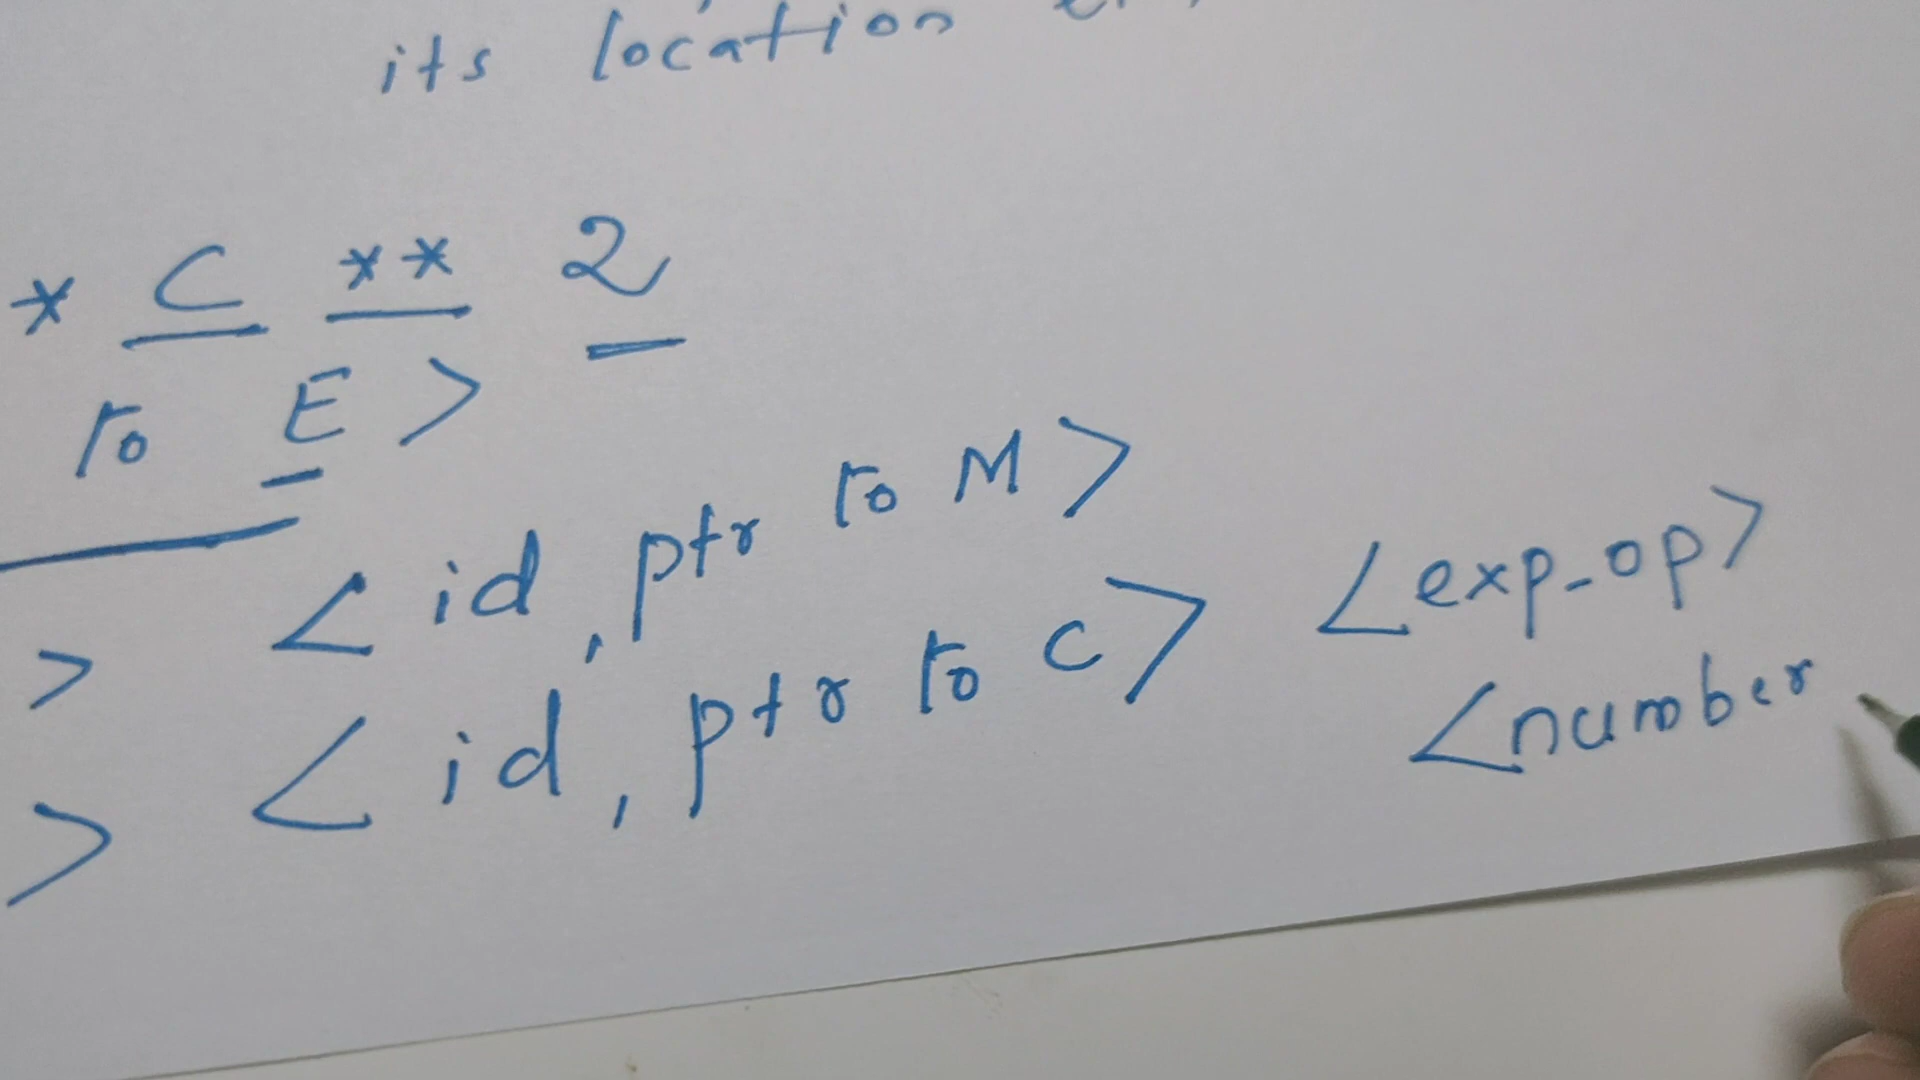 its location
* C ** 2
to E >
> < id , ptr to M > < exp-op >
> < id , ptr to C > < number